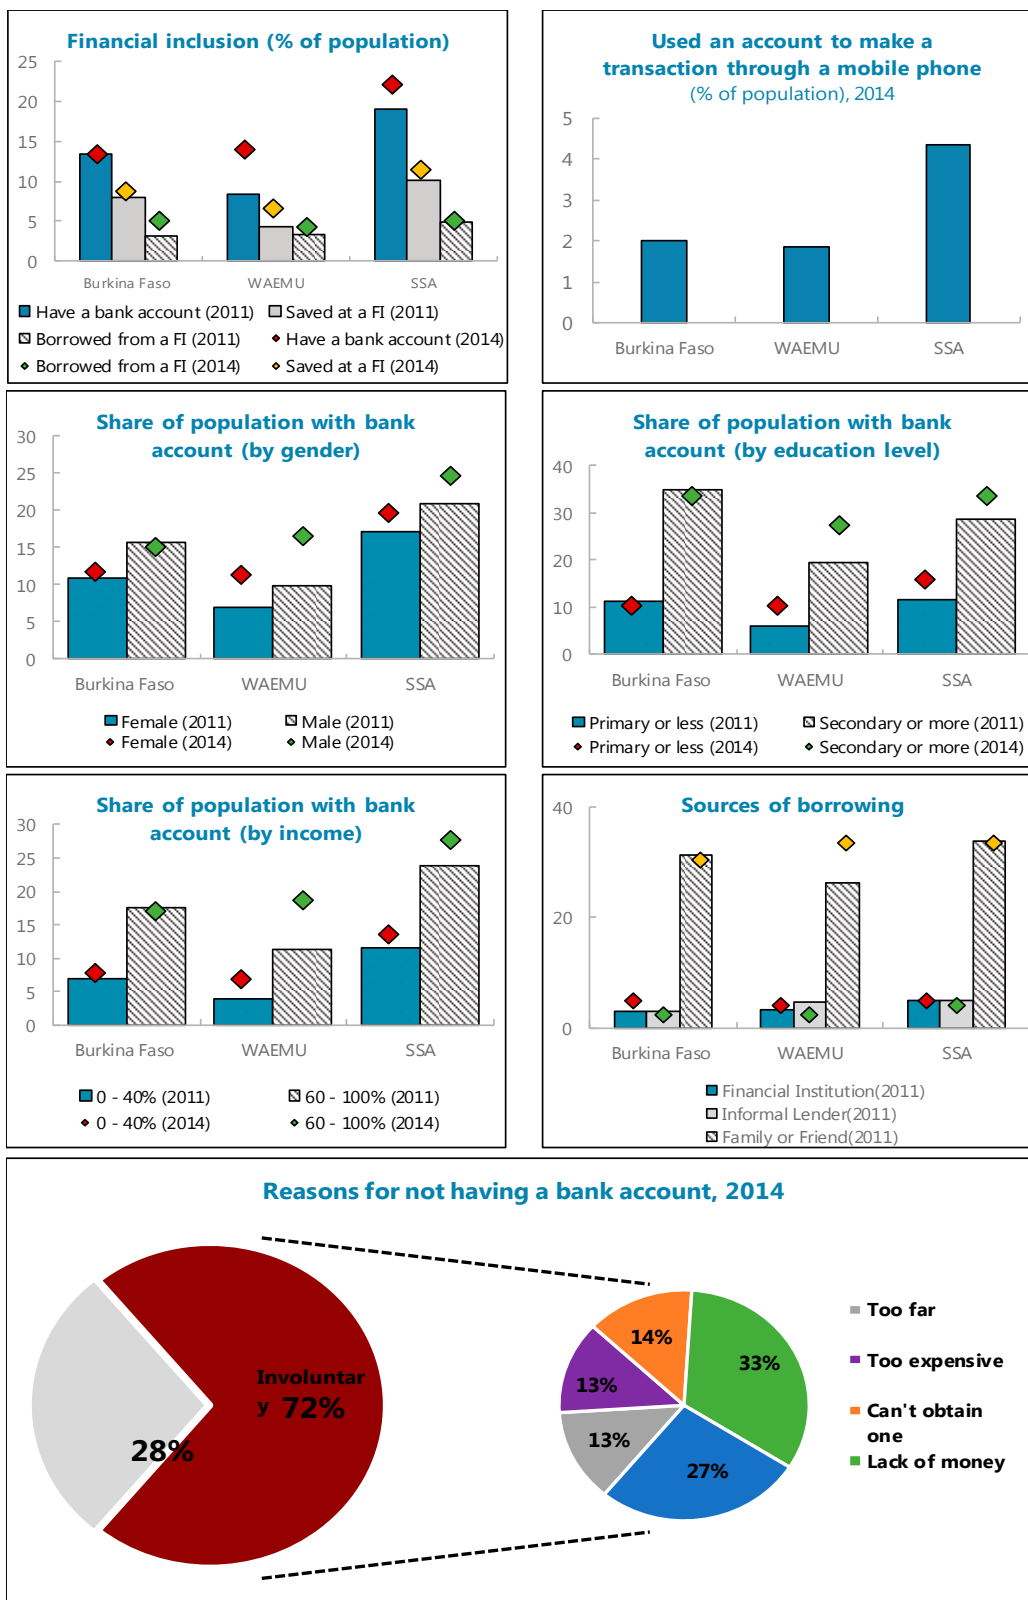 Financial inclusion (% of population)
25
20
15
10
5
0
Burkina Faso
WAEMU
SSA
Have a bank account (2011)
Saved at a FI (2011)
Borrowed from a FI (2011)
Have a bank account (2014)
Borrowed from a FI (2014)
Saved at a FI (2014)
Used an account to make a
transaction through a mobile phone
(% of population), 2014
5
4
3
2
1
0
Burkina Faso
WAEMU
SSA
Share of population with bank
account (by gender)
30
25
20
15
10
5
0
Burkina Faso
WAEMU
SSA
Female (2011)
Male (2011)
Female (2014)
Male (2014)
Share of population with bank
account (by education level)
40
30
20
10
0
Burkina Faso
WAEMU
SSA
Primary or less (2011)
Secondary or more (2011)
Primary or less (2014)
Secondary or more (2014)
Share of population with bank
account (by income)
30
25
20
15
10
5
0
Burkina Faso
WAEMU
SSA
0 - 40% (2011)
60 - 100% (2011)
0 - 40% (2014)
60 - 100% (2014)
Sources of borrowing
40
20
0
Burkina Faso
WAEMU
SSA
Financial Institution(2011)
Informal Lender(2011)
Family or Friend(2011)
Reasons for not having a bank account, 2014
Involuntar
y 72%
28%
14%
33%
13%
13%
27%
Too far
Too expensive
Can't obtain
one
Lack of money